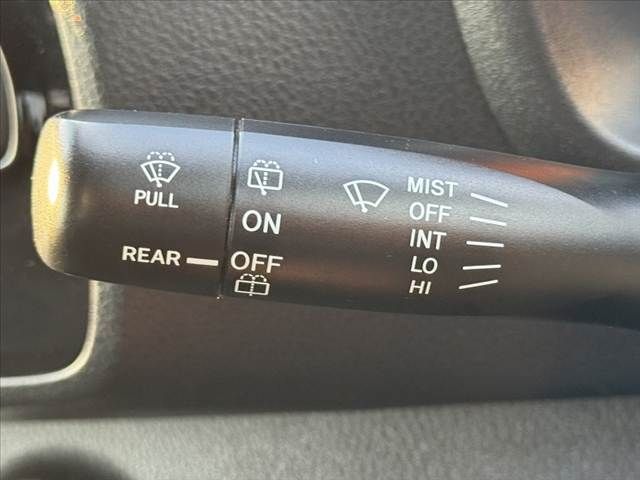 PULL
REAR
ON
OFF
MIST
OFF
INT
LO
HI